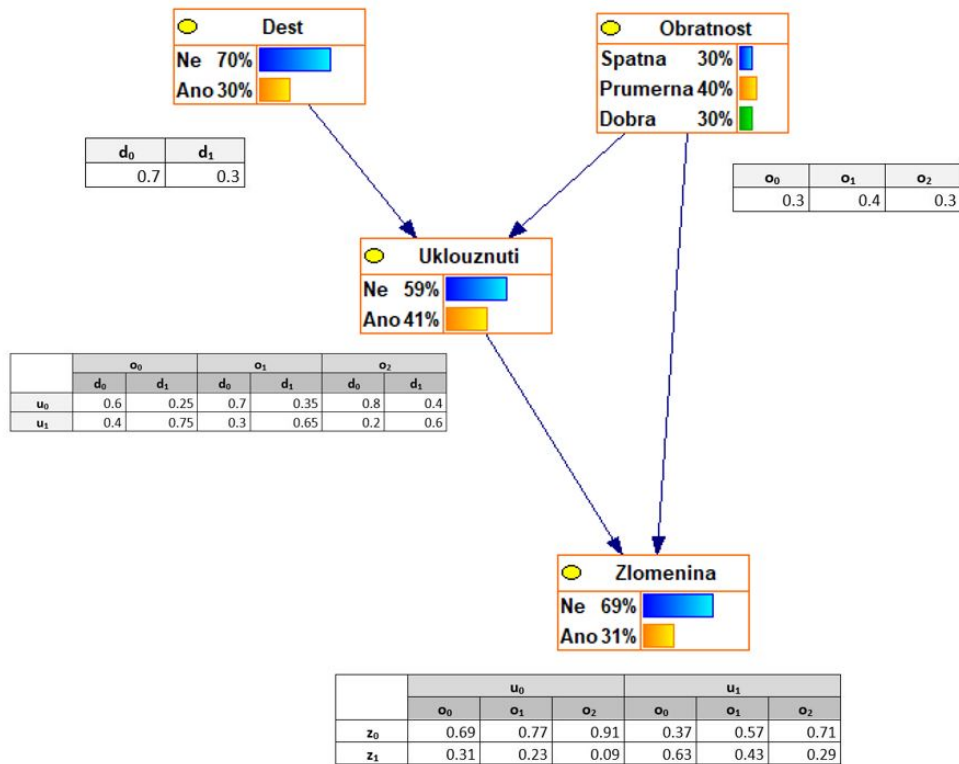 Dest
Ne 70%
Ano 30%
Obratnost
Spatna 30%
Prumerna 40%
Dobra 30%
d₀ d₁
0.7 0.3
o₀ o₁ o₂
0.3 0.4 0.3
Uklouznuti
Ne 59%
Ano 41%
o₀ o₁ o₂
d₀ d₁ d₀ d₁ d₀ d₁
u₀ 0.6 0.25 0.7 0.35 0.8 0.4
u₁ 0.4 0.75 0.3 0.65 0.2 0.6
Zlomenina
Ne 69%
Ano 31%
u₀ u₁
o₀ o₁ o₂ o₀ o₁ o₂
z₀ 0.69 0.77 0.91 0.37 0.57 0.71
z₁ 0.31 0.23 0.09 0.63 0.43 0.29